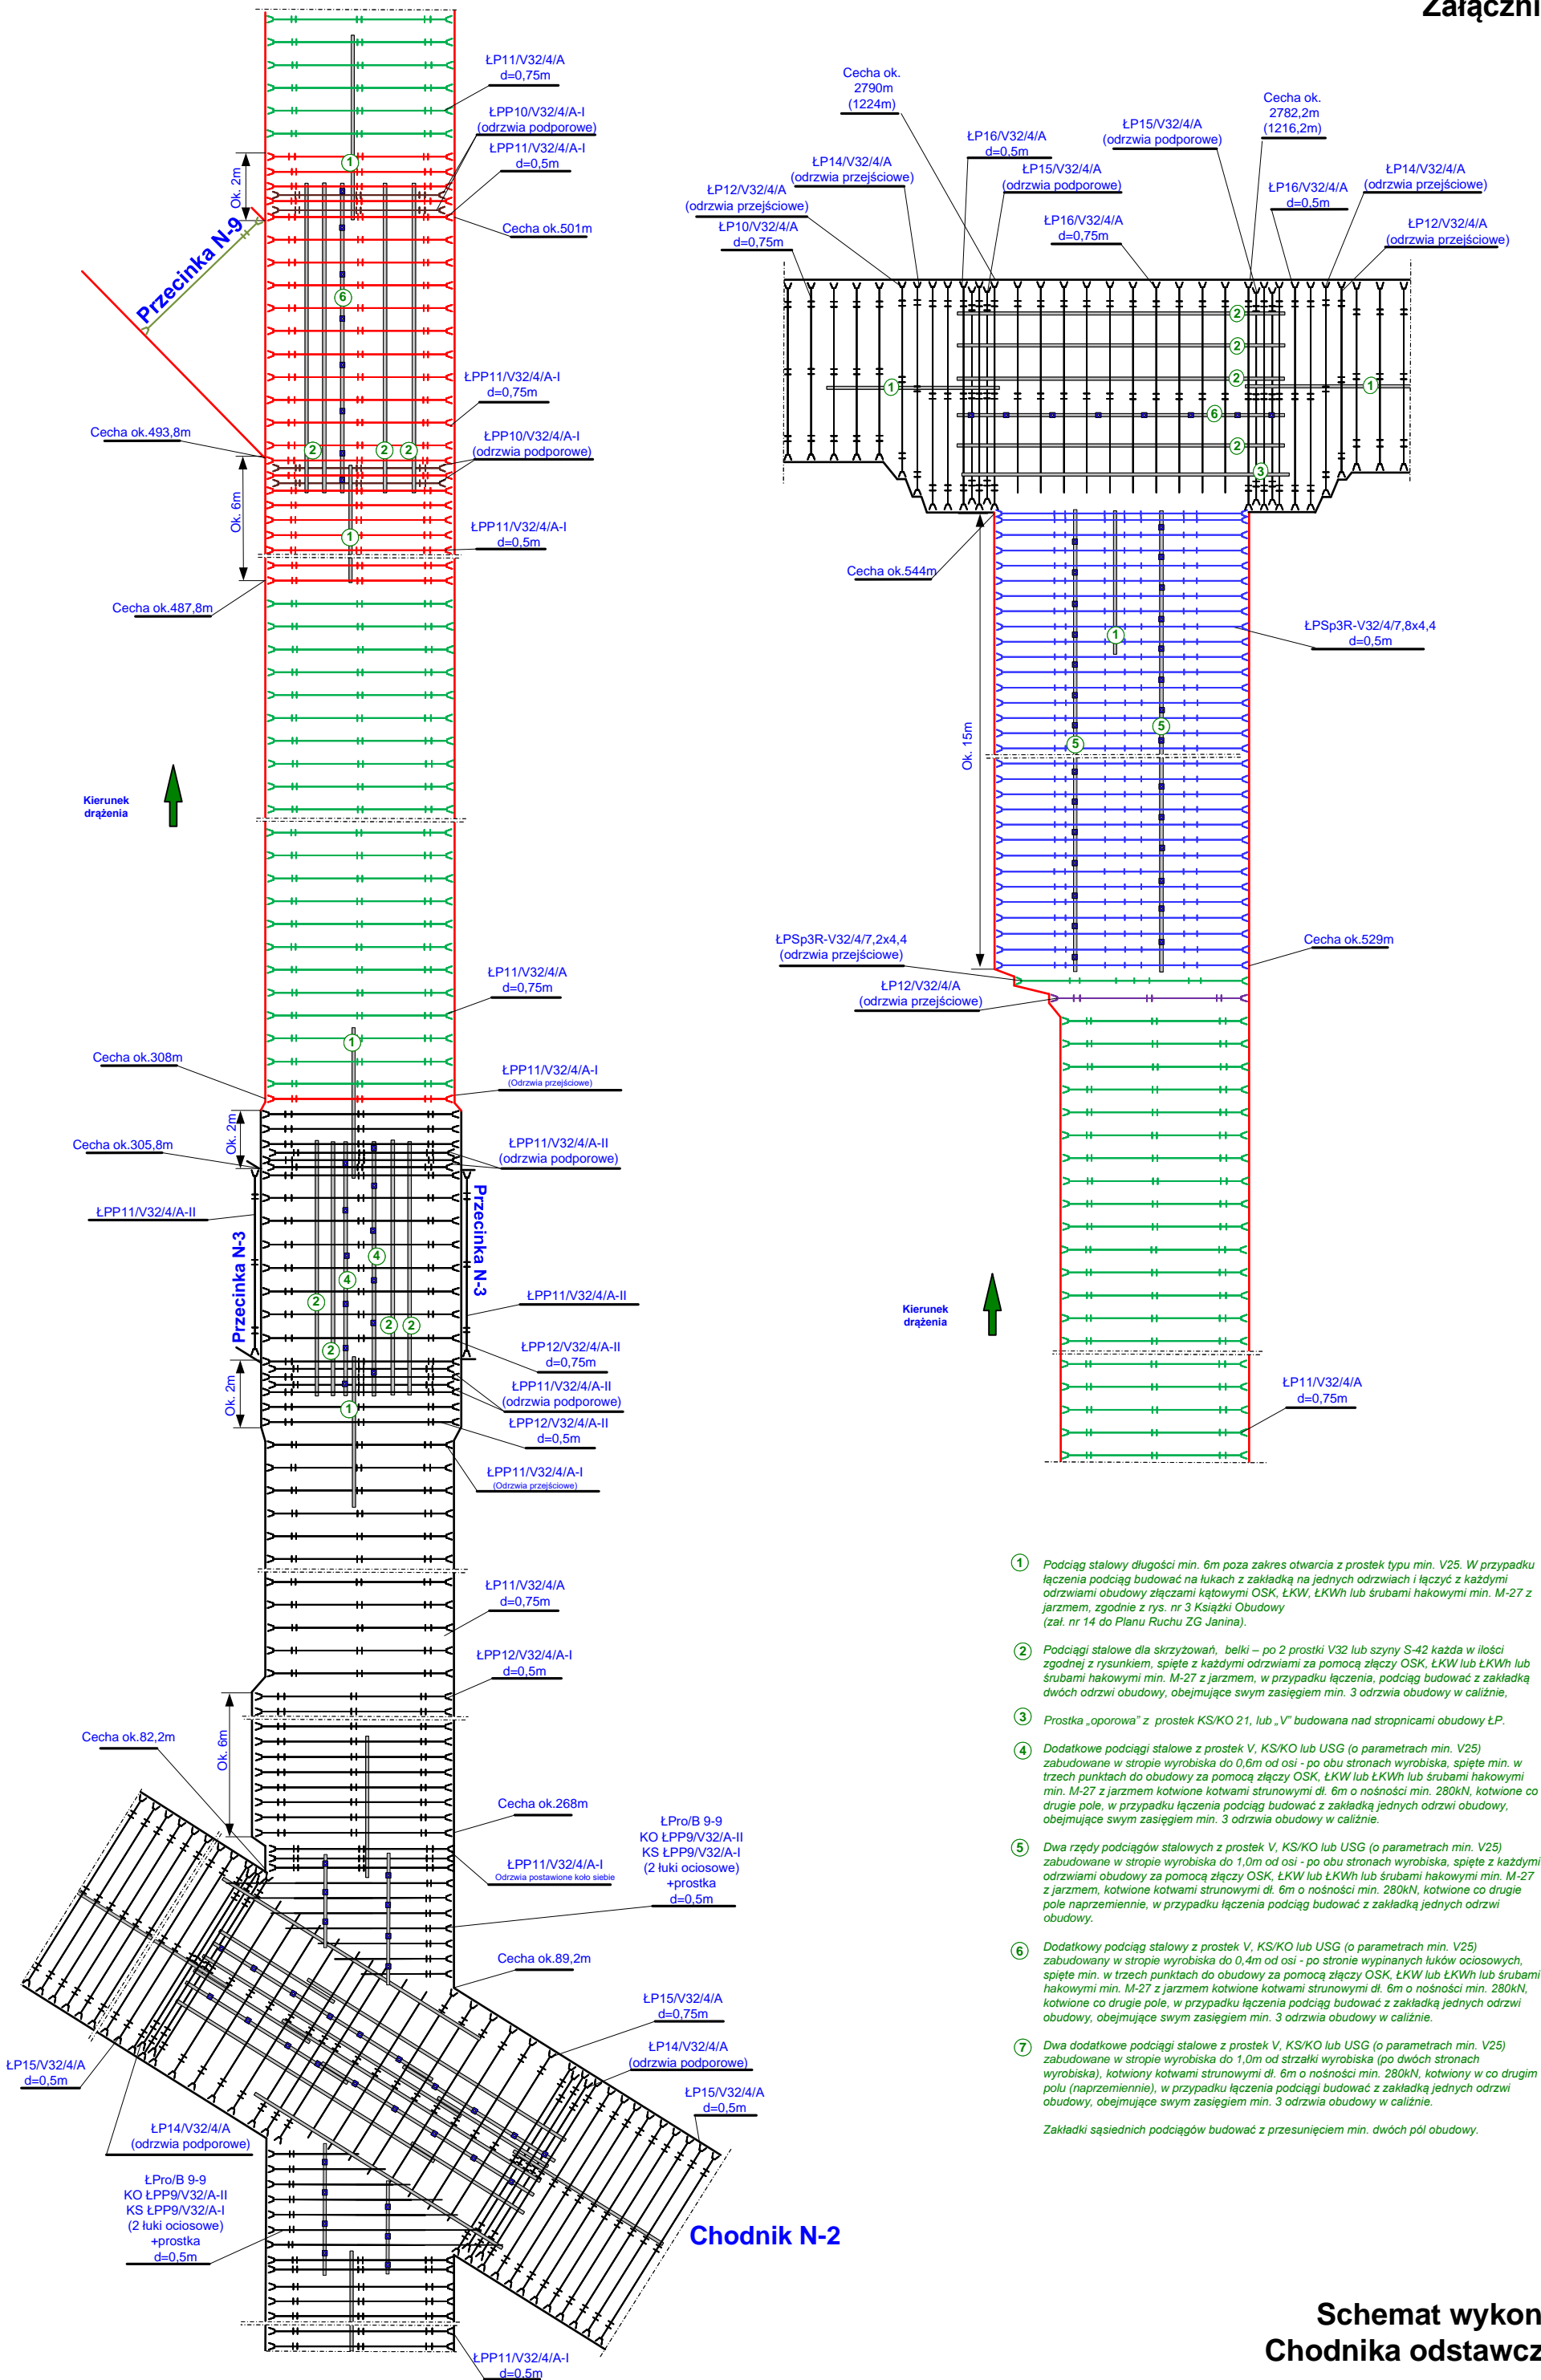 Załączni
ŁP11/V32/4/A
d=0,75m
ŁPP10/V32/4/A-I
(odrzwia podporowe)
ŁPP11/V32/4/A-I
d=0,5m
1
Ok. 2m
Przecinka N-9
Cecha ok.501m
6
ŁPP11/V32/4/A-I
d=0,75m
Cecha ok.493,8m
2
2
2
ŁPP10/V32/4/A-I
(odrzwia podporowe)
Ok. 6m
1
ŁPP11/V32/4/A-I
d=0,5m
Cecha ok.487,8m
Kierunek
drążenia
ŁP11/V32/4/A
d=0,75m
1
Cecha ok.308m
ŁPP11/V32/4/A-I
(Odrzwia przejściowe)
Ok. 2m
Cecha ok.305,8m
ŁPP11/V32/4/A-II
(odrzwia podporowe)
ŁPP11/V32/4/A-II
Przecinka N-3
Przecinka N-3
4
4
2
2
2
2
ŁPP11/V32/4/A-II
ŁPP12/V32/4/A-II
d=0,75m
Ok. 2m
ŁPP11/V32/4/A-II
(odrzwia podporowe)
1
ŁPP12/V32/4/A-II
d=0,5m
ŁPP11/V32/4/A-I
(Odrzwia przejściowe)
ŁP11/V32/4/A
d=0,75m
ŁPP12/V32/4/A-I
d=0,5m
Ok. 6m
Cecha ok.82,2m
Cecha ok.268m
ŁPro/B 9-9
KO ŁPP9/V32/A-II
KS ŁPP9/V32/A-I
(2 łuki ociosowe)
+prostka
d=0,5m
ŁPP11/V32/4/A-I
Odrzwia postawione koło siebie
Cecha ok.89,2m
ŁP15/V32/4/A
d=0,75m
ŁP14/V32/4/A
(odrzwia podporowe)
ŁP15/V32/4/A
d=0,5m
ŁP15/V32/4/A
d=0,5m
ŁP14/V32/4/A
(odrzwia podporowe)
ŁPro/B 9-9
KO ŁPP9/V32/A-II
KS ŁPP9/V32/A-I
(2 łuki ociosowe)
+prostka
d=0,5m
Chodnik N-2
ŁPP11/V32/4/A-I
d=0,5m
Cecha ok.
2790m
(1224m)
Cecha ok.
2782,2m
(1216,2m)
ŁP15/V32/4/A
(odrzwia podporowe)
ŁP16/V32/4/A
d=0,5m
ŁP14/V32/4/A
(odrzwia przejściowe)
ŁP15/V32/4/A
(odrzwia podporowe)
ŁP14/V32/4/A
(odrzwia przejściowe)
ŁP12/V32/4/A
(odrzwia przejściowe)
ŁP16/V32/4/A
d=0,5m
ŁP10/V32/4/A
d=0,75m
ŁP16/V32/4/A
d=0,75m
ŁP12/V32/4/A
(odrzwia przejściowe)
2
2
2
1
1
6
2
3
Cecha ok.544m
1
ŁPSp3R-V32/4/7,8x4,4
d=0,5m
5
5
Ok. 15m
ŁPSp3R-V32/4/7,2x4,4
(odrzwia przejściowe)
Cecha ok.529m
ŁP12/V32/4/A
(odrzwia przejściowe)
Kierunek
drążenia
ŁP11/V32/4/A
d=0,75m
1 Podciąg stalowy długości min. 6m poza zakres otwarcia z prostek typu min. V25. W przypadku
łączenia podciąg budować na łukach z zakładką na jednych odrzwiach i łączyć z każdymi
odrzwiami obudowy złączami kątowymi OSK, ŁKW, ŁKWh lub śrubami hakowymi min. M-27 z
jarzmem, zgodnie z rys. nr 3 Książki Obudowy
(zał. nr 14 do Planu Ruchu ZG Janina).
2 Podciągi stalowe dla skrzyżowań, belki – po 2 prostki V32 lub szyny S-42 każda w ilości
zgodnej z rysunkiem, spięte z każdymi odrzwiami za pomocą złączy OSK, ŁKW lub ŁKWh lub
śrubami hakowymi min. M-27 z jarzmem, w przypadku łączenia, podciąg budować z zakładką
dwóch odrzwi obudowy, obejmujące swym zasięgiem min. 3 odrzwia obudowy w caliźnie,
3 Prostka „oporowa” z prostek KS/KO 21, lub „V” budowana nad stropnicami obudowy ŁP.
4 Dodatkowe podciągi stalowe z prostek V, KS/KO lub USG (o parametrach min. V25)
zabudowane w stropie wyrobiska do 0,6m od osi - po obu stronach wyrobiska, spięte min. w
trzech punktach do obudowy za pomocą złączy OSK, ŁKW lub ŁKWh lub śrubami hakowymi
min. M-27 z jarzmem kotwione kotwami strunowymi dł. 6m o nośności min. 280kN, kotwione co
drugie pole, w przypadku łączenia podciąg budować z zakładką jednych odrzwi obudowy,
obejmujące swym zasięgiem min. 3 odrzwia obudowy w caliźnie.
5 Dwa rzędy podciągów stalowych z prostek V, KS/KO lub USG (o parametrach min. V25)
zabudowane w stropie wyrobiska do 1,0m od osi - po obu stronach wyrobiska, spięte z każdymi
odrzwiami obudowy za pomocą złączy OSK, ŁKW lub ŁKWh lub śrubami hakowymi min. M-27
z jarzmem, kotwione kotwami strunowymi dł. 6m o nośności min. 280kN, kotwione co drugie
pole naprzemiennie, w przypadku łączenia podciąg budować z zakładką jednych odrzwi
obudowy.
6 Dodatkowy podciąg stalowy z prostek V, KS/KO lub USG (o parametrach min. V25)
zabudowany w stropie wyrobiska do 0,4m od osi - po stronie wypinanych łuków ociosowych,
spięte min. w trzech punktach do obudowy za pomocą złączy OSK, ŁKW lub ŁKWh lub śrubami
hakowymi min. M-27 z jarzmem kotwione kotwami strunowymi dł. 6m o nośności min. 280kN,
kotwione co drugie pole, w przypadku łączenia podciąg budować z zakładką jednych odrzwi
obudowy, obejmujące swym zasięgiem min. 3 odrzwia obudowy w caliźnie.
7 Dwa dodatkowe podciągi stalowe z prostek V, KS/KO lub USG (o parametrach min. V25)
zabudowane w stropie wyrobiska do 1,0m od strzałki wyrobiska (po dwóch stronach
wyrobiska), kotwiony kotwami strunowymi dł. 6m o nośności min. 280kN, kotwiony w co drugim
polu (naprzemiennie), w przypadku łączenia podciągi budować z zakładką jednych odrzwi
obudowy, obejmujące swym zasięgiem min. 3 odrzwia obudowy w caliźnie.
Zakładki sąsiednich podciągów budować z przesunięciem min. dwóch pól obudowy.
Schemat wykon
Chodnika odstawcz